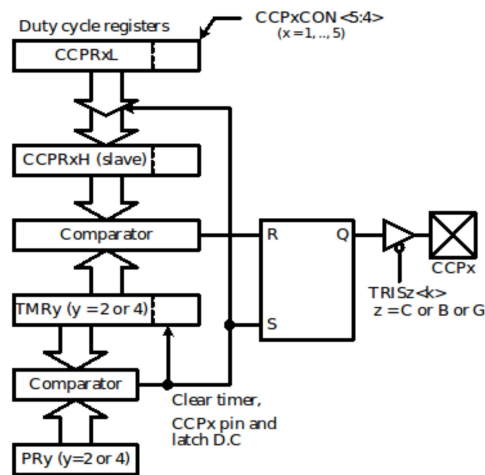 Duty cycle registers
CCPxCON<5:4>
(x = 1, .., 5)
CCPRxL
CCPRxH (slave)
Comparator
R
Q
S
CCPx
TRISz<k>
z = C or B or G
TMRy (y = 2 or 4)
Comparator
Clear timer,
CCPx pin and
latch D.C
PRy (y=2 or 4)